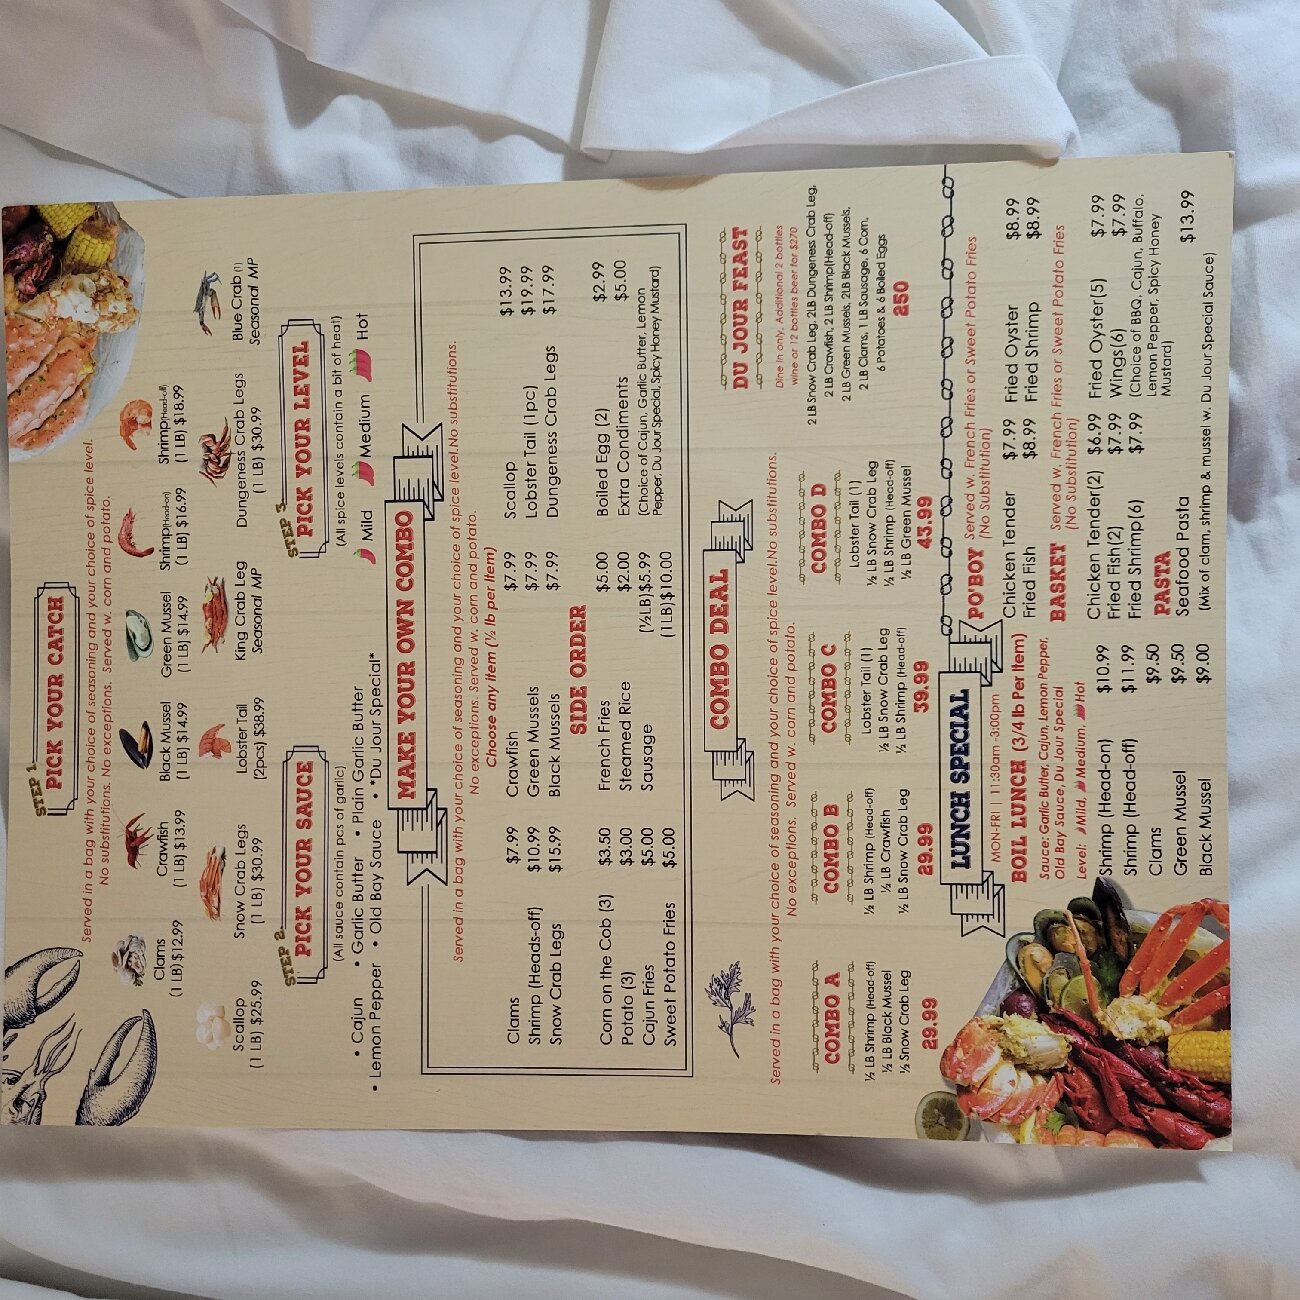 STEP 1
PICK YOUR CATCH
Served in a bag with your choice of seasoning and your choice of spice level.
No substitutions. No exceptions. Served w. corn and potato.
Clams
(1 LB) $12.99
Crawfish
(1 LB) $13.99
Black Mussel
(1 LB) $14.99
Green Mussel
(1 LB) $14.99
Shrimp(Head-on)
(1 LB) $16.99
Shrimp(Head-off)
(1 LB) $18.99
Scallop
(1 LB) $25.99
Snow Crab Legs
(1 LB) $30.99
Lobster Tail
(2pcs) $38.99
King Crab Leg
Seasonal MP
Dungeness Crab Legs
(1 LB) $30.99
Blue Crab (1)
Seasonal MP
STEP 2
PICK YOUR SAUCE
(All sauce contain pcs of garlic)
• Cajun • Garlic Butter • Plain Garlic Butter
• Lemon Pepper • Old Bay Sauce • *Du Jour Special*
STEP 3
PICK YOUR LEVEL
(All spice levels contain a bit of heat!)
Mild Medium Hot
MAKE YOUR OWN COMBO
Served in a bag with your choice of seasoning and your choice of spice level.No substitutions.
No exceptions. Served w. corn and potato.
Choose any item (½ lb per item)
Clams $7.99
Shrimp (Heads-off) $10.99
Snow Crab Legs $15.99
Crawfish $7.99
Green Mussels $7.99
Black Mussels $7.99
Scallop $13.99
Lobster Tail (1pc) $19.99
Dungeness Crab Legs $17.99
SIDE ORDER
Corn on the Cob (3) $3.50
Potato (3) $3.00
Cajun Fries $5.00
Sweet Potato Fries $5.00
French Fries $5.00
Steamed Rice $2.00
Sausage (½LB)$5.99
(1 LB)$10.00
Boiled Egg (2) $2.99
Extra Condiments $5.00
(Choice of Cajun, Garlic Butter, Lemon
Pepper, Du Jour Special, Spicy Honey Mustard)
COMBO DEAL
Served in a bag with your choice of seasoning and your choice of spice level.No substitutions.
No exceptions. Served w. corn and potato.
COMBO A
½ LB Shrimp (Head-off)
½ LB Black Mussel
½ Snow Crab Leg
29.99
COMBO B
½ LB Shrimp (Head-off)
½ LB Crawfish
½ LB Snow Crab Leg
29.99
COMBO C
Lobster Tail (1)
½ LB Snow Crab Leg
½ LB Shrimp (Head-off)
39.99
COMBO D
Lobster Tail (1)
½ LB Snow Crab Leg
½ LB Shrimp (Head-off)
½ LB Green Mussel
43.99
DU JOUR FEAST
Dine in only. Additional 2 bottles
wine or 12 bottles beer for $270
2 LB Snow Crab Leg, 2LB Dungeness Crab Leg,
2 LB Crawfish, 2 LB Shrimp(Head-off)
2 LB Green Mussels, 2LB Black Mussels,
2 LB Clams, 1 LB Sausage, 6 Corn,
6 Potatoes & 6 Boiled Eggs
250
LUNCH SPECIAL
MON-FRI | 11:30am -3:00pm
BOIL LUNCH (3/4 lb Per Item)
Sauce: Garlic Butter, Cajun, Lemon Pepper,
Old Bay Sauce, Du Jour Special
Level: Mild, Medium, Hot
Shrimp (Head-on) $10.99
Shrimp (Head-off) $11.99
Clams $9.50
Green Mussel $9.50
Black Mussel $9.00
PO'BOY Served w. French Fries or Sweet Potato Fries
(No Substitution)
Chicken Tender $7.99
Fried Fish $8.99
Fried Oyster $8.99
Fried Shrimp $8.99
BASKET Served w. French Fries or Sweet Potato Fries
(No Substitution)
Chicken Tender(2) $6.99
Fried Fish(2) $7.99
Fried Shrimp(6) $7.99
Fried Oyster(5) $7.99
Wings(6) $7.99
(Choice of BBQ, Cajun, Buffalo,
Lemon Pepper, Spicy Honey
Mustard)
PASTA
Seafood Pasta $13.99
(Mix of clam, shrimp & mussel w. Du Jour Special Sauce)